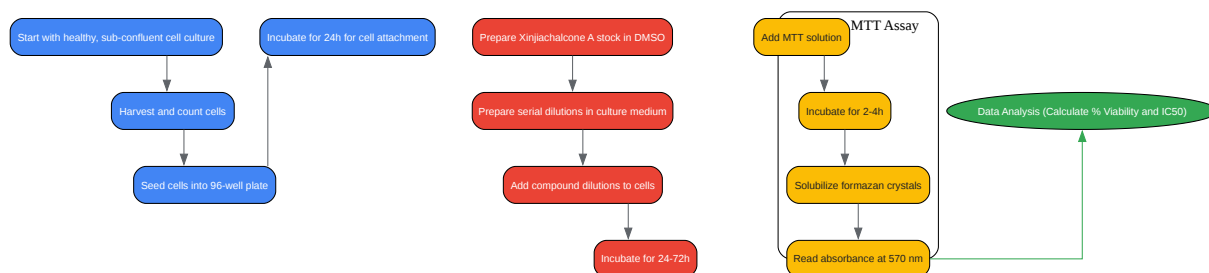 Start with healthy, sub-confluent cell culture
Harvest and count cells
Seed cells into 96-well plate
Incubate for 24h for cell attachment
Prepare Xinjiachalcone A stock in DMSO
Prepare serial dilutions in culture medium
Add compound dilutions to cells
Incubate for 24-72h
MTT Assay
Add MTT solution
Incubate for 2-4h
Solubilize formazan crystals
Read absorbance at 570 nm
Data Analysis (Calculate % Viability and IC50)